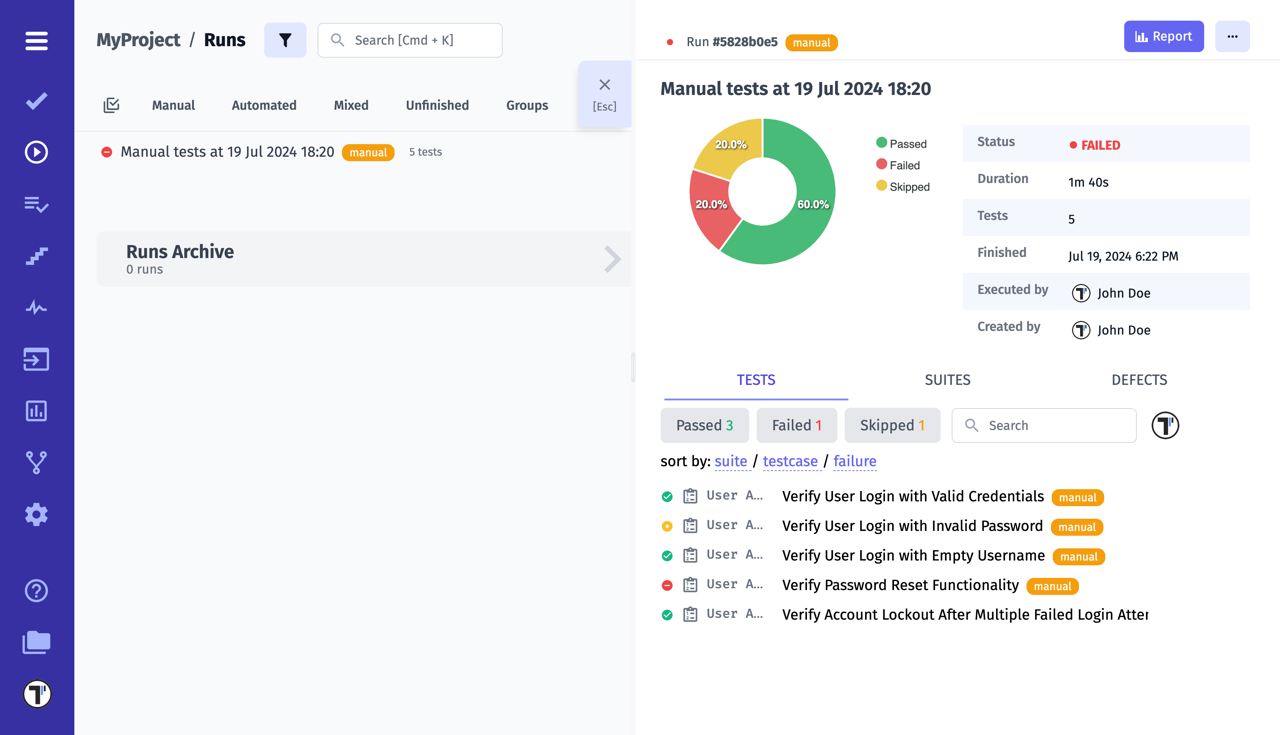 MyProject / Runs
Search [Cmd + K]
Manual Automated Mixed Unfinished Groups
[Esc]
Manual tests at 19 Jul 2024 18:20 manual 5 tests
Runs Archive
0 runs
Run #5828b0e5 manual
Report
Manual tests at 19 Jul 2024 18:20
20.0%
20.0%
60.0%
Passed
Failed
Skipped
Status FAILED
Duration 1m 40s
Tests 5
Finished Jul 19, 2024 6:22 PM
Executed by John Doe
Created by John Doe
TESTS SUITES DEFECTS
Passed 3 Failed 1 Skipped 1 Search
sort by: suite / testcase / failure
User A... Verify User Login with Valid Credentials manual
User A... Verify User Login with Invalid Password manual
User A... Verify User Login with Empty Username manual
User A... Verify Password Reset Functionality manual
User A... Verify Account Lockout After Multiple Failed Login